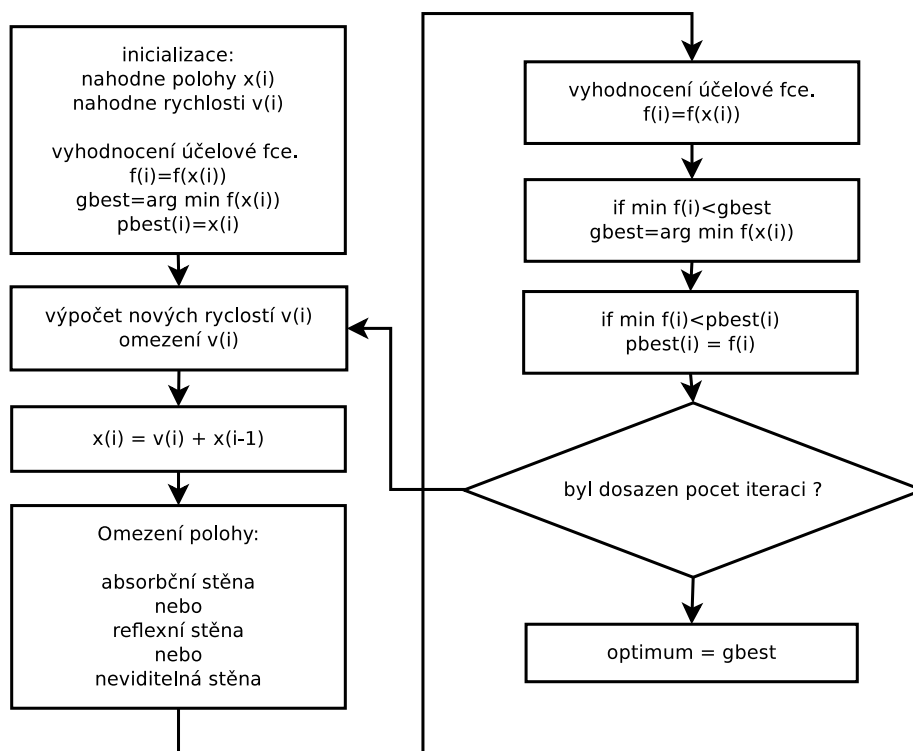 inicializace:
nahodne polohy x(i)
nahodne rychlosti v(i)
vyhodnocení účelové fce.
f(i)=f(x(i))
gbest=arg min f(x(i))
pbest(i)=x(i)
výpočet nových ryclostí v(i)
omezení v(i)
x(i) = v(i) + x(i-1)
Omezení polohy:
absorbční stěna
nebo
reflexní stěna
nebo
neviditelná stěna
vyhodnocení účelové fce.
f(i)=f(x(i))
if min f(i)<gbest
gbest=arg min f(x(i))
if min f(i)<pbest(i)
pbest(i) = f(i)
byl dosazen pocet iteraci ?
optimum = gbest